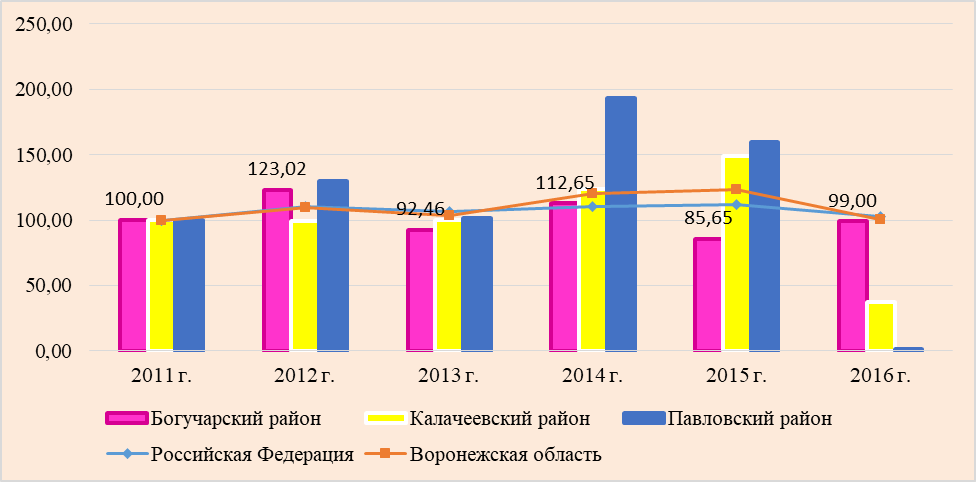 250,00
200,00
150,00
100,00
50,00
0,00
100,00
123,02
92,46
112,65
85,65
99,00
2011 г.
2012 г.
2013 г.
2014 г.
2015 г.
2016 г.
Богучарский район
Калачеевский район
Павловский район
Российская Федерация
Воронежская область